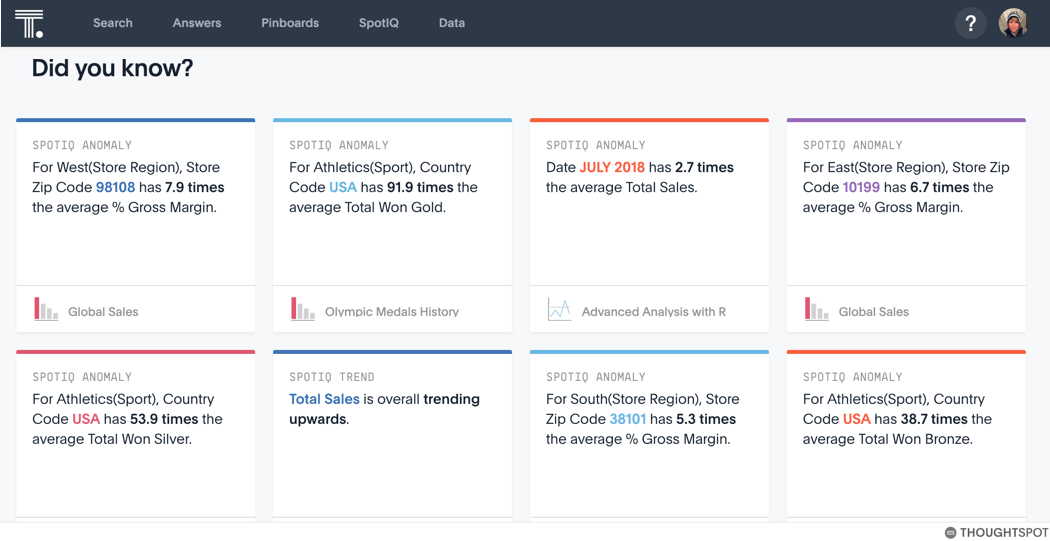 T.
Search Answers Pinboards SpotIQ Data ?
Did you know?
SPOTIQ ANOMALY
For West(Store Region), Store
Zip Code 98108 has 7.9 times
the average % Gross Margin.
Global Sales
SPOTIQ ANOMALY
For Athletics(Sport), Country
Code USA has 91.9 times the
average Total Won Gold.
Olympic Medals History
SPOTIQ ANOMALY
Date JULY 2018 has 2.7 times
the average Total Sales.
Advanced Analysis with R
SPOTIQ ANOMALY
For East(Store Region), Store Zip
Code 10199 has 6.7 times the
average % Gross Margin.
Global Sales
SPOTIQ ANOMALY
For Athletics(Sport), Country
Code USA has 53.9 times the
average Total Won Silver.
SPOTIQ TREND
Total Sales is overall trending
upwards.
SPOTIQ ANOMALY
For South(Store Region), Store
Zip Code 38101 has 5.3 times
the average % Gross Margin.
SPOTIQ ANOMALY
For Athletics(Sport), Country
Code USA has 38.7 times the
average Total Won Bronze.
THOUGHTSPOT